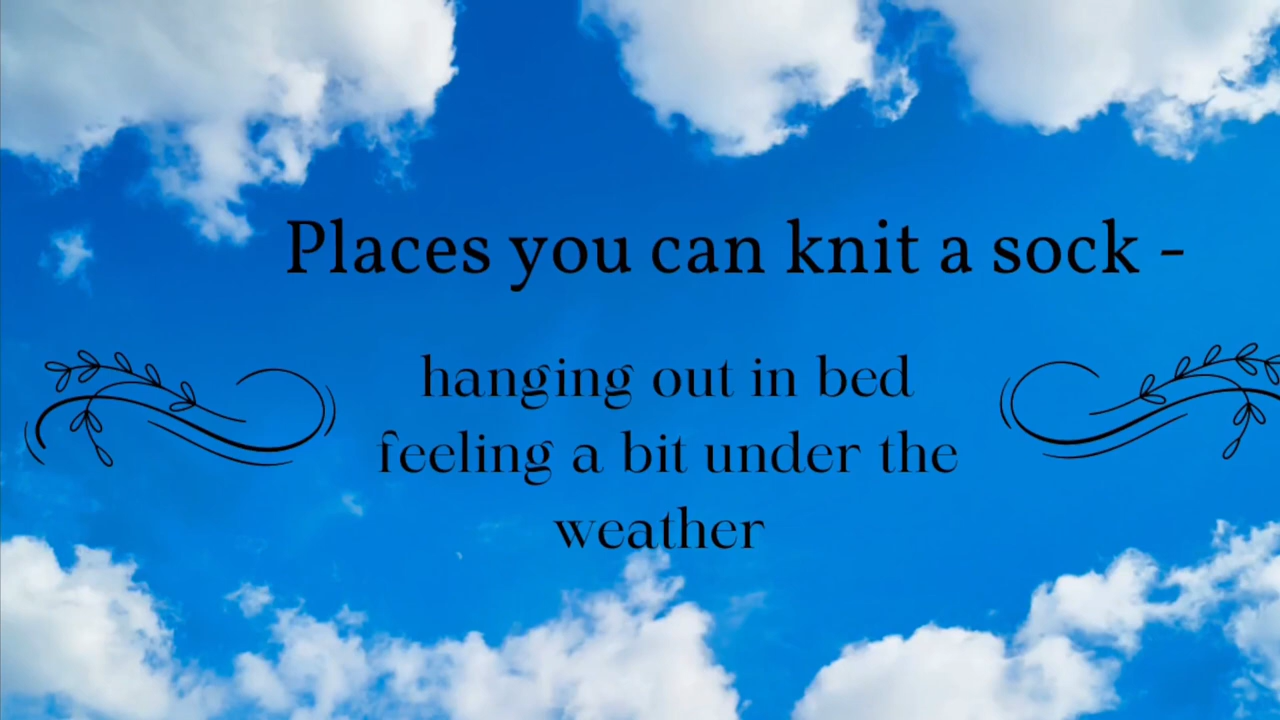 Places you can knit a sock -
hanging out in bed
feeling a bit under the
weather